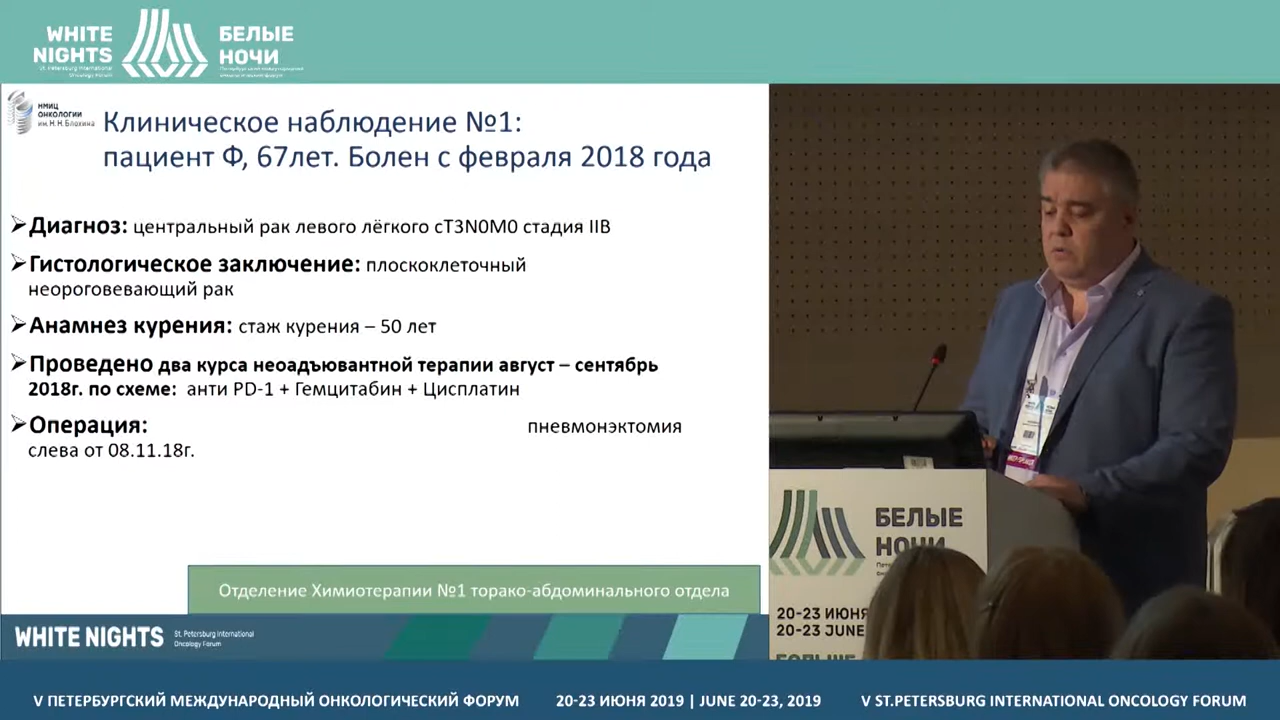 WHITE
NIGHTS
St. Petersburg International
Oncology Forum
БЕЛЫЕ
НОЧИ
Петербургский международный
онкологический форум
НМИЦ
ОНКОЛОГИИ
им. Н. Н. Блохина
Клиническое наблюдение №1:
пациент Ф, 67лет. Болен с февраля 2018 года
Диагноз: центральный рак левого лёгкого cT3N0M0 стадия IIB
Гистологическое заключение: плоскоклеточный
неороговевающий рак
Анамнез курения: стаж курения – 50 лет
Проведено два курса неоадъювантной терапии август – сентябрь
2018г. по схеме: анти PD-1 + Гемцитабин + Цисплатин
Операция: пневмонэктомия
слева от 08.11.18г.
Отделение Химиотерапии №1 торако-абдоминального отдела
WHITE NIGHTS
St. Petersburg International
Oncology Forum
БЕЛЫЕ
НОЧИ
20-23 ИЮНЯ
20-23 JUNE
БОЛЬШЕ
V ПЕТЕРБУРГСКИЙ МЕЖДУНАРОДНЫЙ ОНКОЛОГИЧЕСКИЙ ФОРУМ
20-23 ИЮНЯ 2019 | JUNE 20-23, 2019
V ST.PETERSBURG INTERNATIONAL ONCOLOGY FORUM